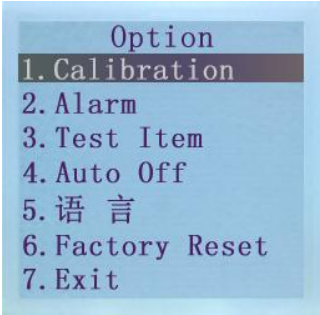 Option
1. Calibration
2. Alarm
3. Test Item
4. Auto Off
5. 语 言
6. Factory Reset
7. Exit